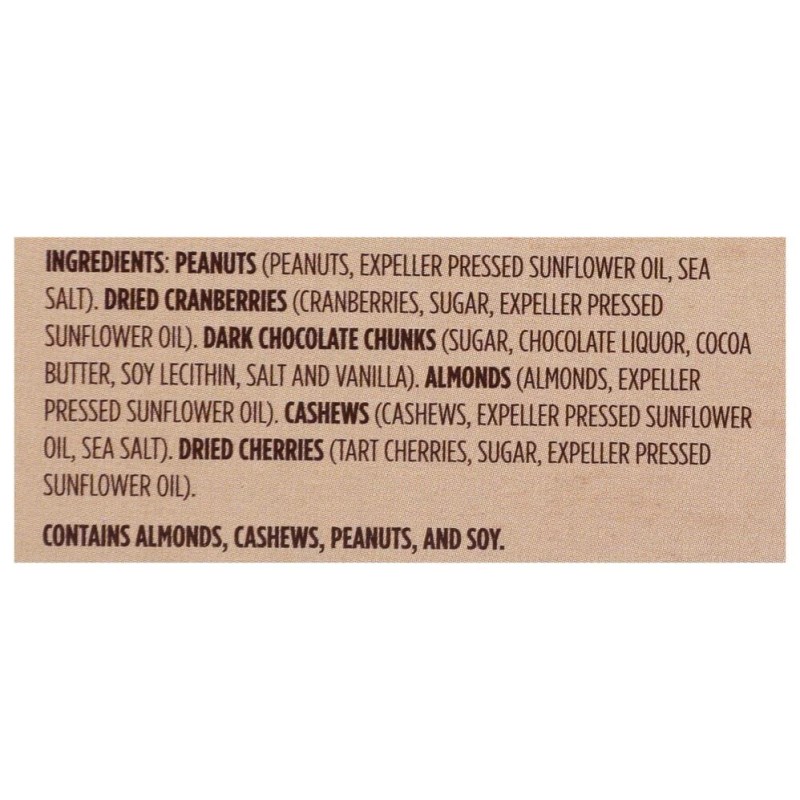 INGREDIENTS: PEANUTS (PEANUTS, EXPELLER PRESSED SUNFLOWER OIL, SEA
SALT). DRIED CRANBERRIES (CRANBERRIES, SUGAR, EXPELLER PRESSED
SUNFLOWER OIL). DARK CHOCOLATE CHUNKS (SUGAR, CHOCOLATE LIQUOR, COCOA
BUTTER, SOY LECITHIN, SALT AND VANILLA). ALMONDS (ALMONDS, EXPELLER
PRESSED SUNFLOWER OIL). CASHEWS (CASHEWS, EXPELLER PRESSED SUNFLOWER
OIL, SEA SALT). DRIED CHERRIES (TART CHERRIES, SUGAR, EXPELLER PRESSED
SUNFLOWER OIL).
CONTAINS ALMONDS, CASHEWS, PEANUTS, AND SOY.